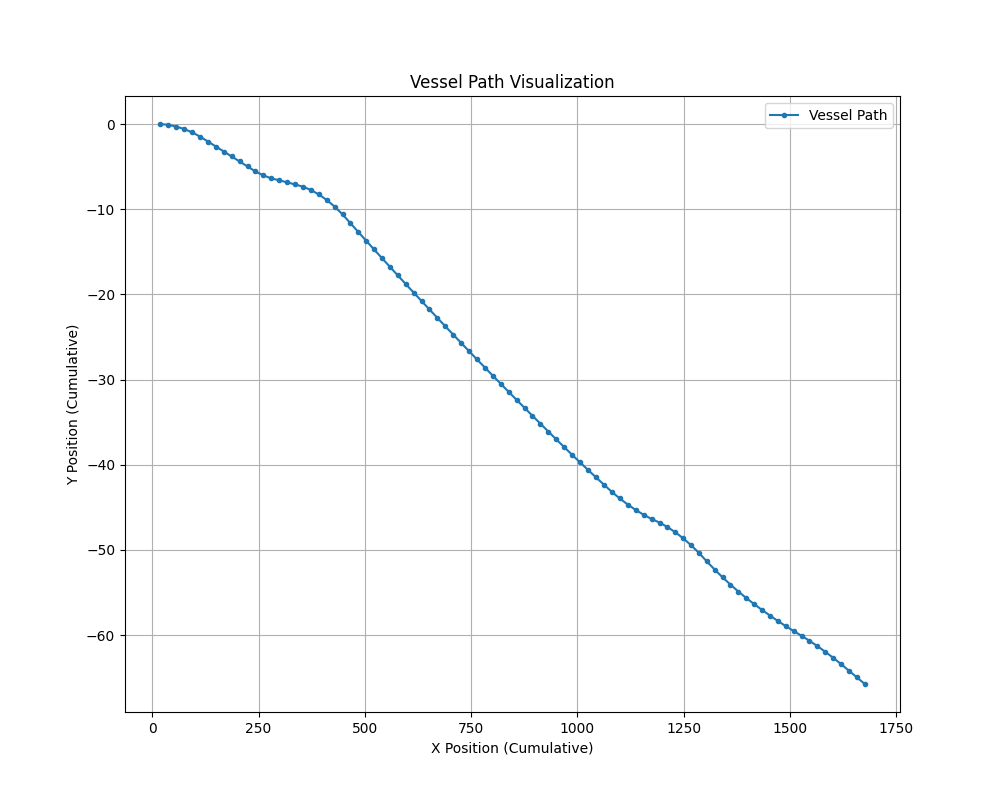 Vessel Path Visualization
Vessel Path
0
−10
−20
−30
−40
−50
−60
Y Position (Cumulative)
0 250 500 750 1000 1250 1500 1750
X Position (Cumulative)